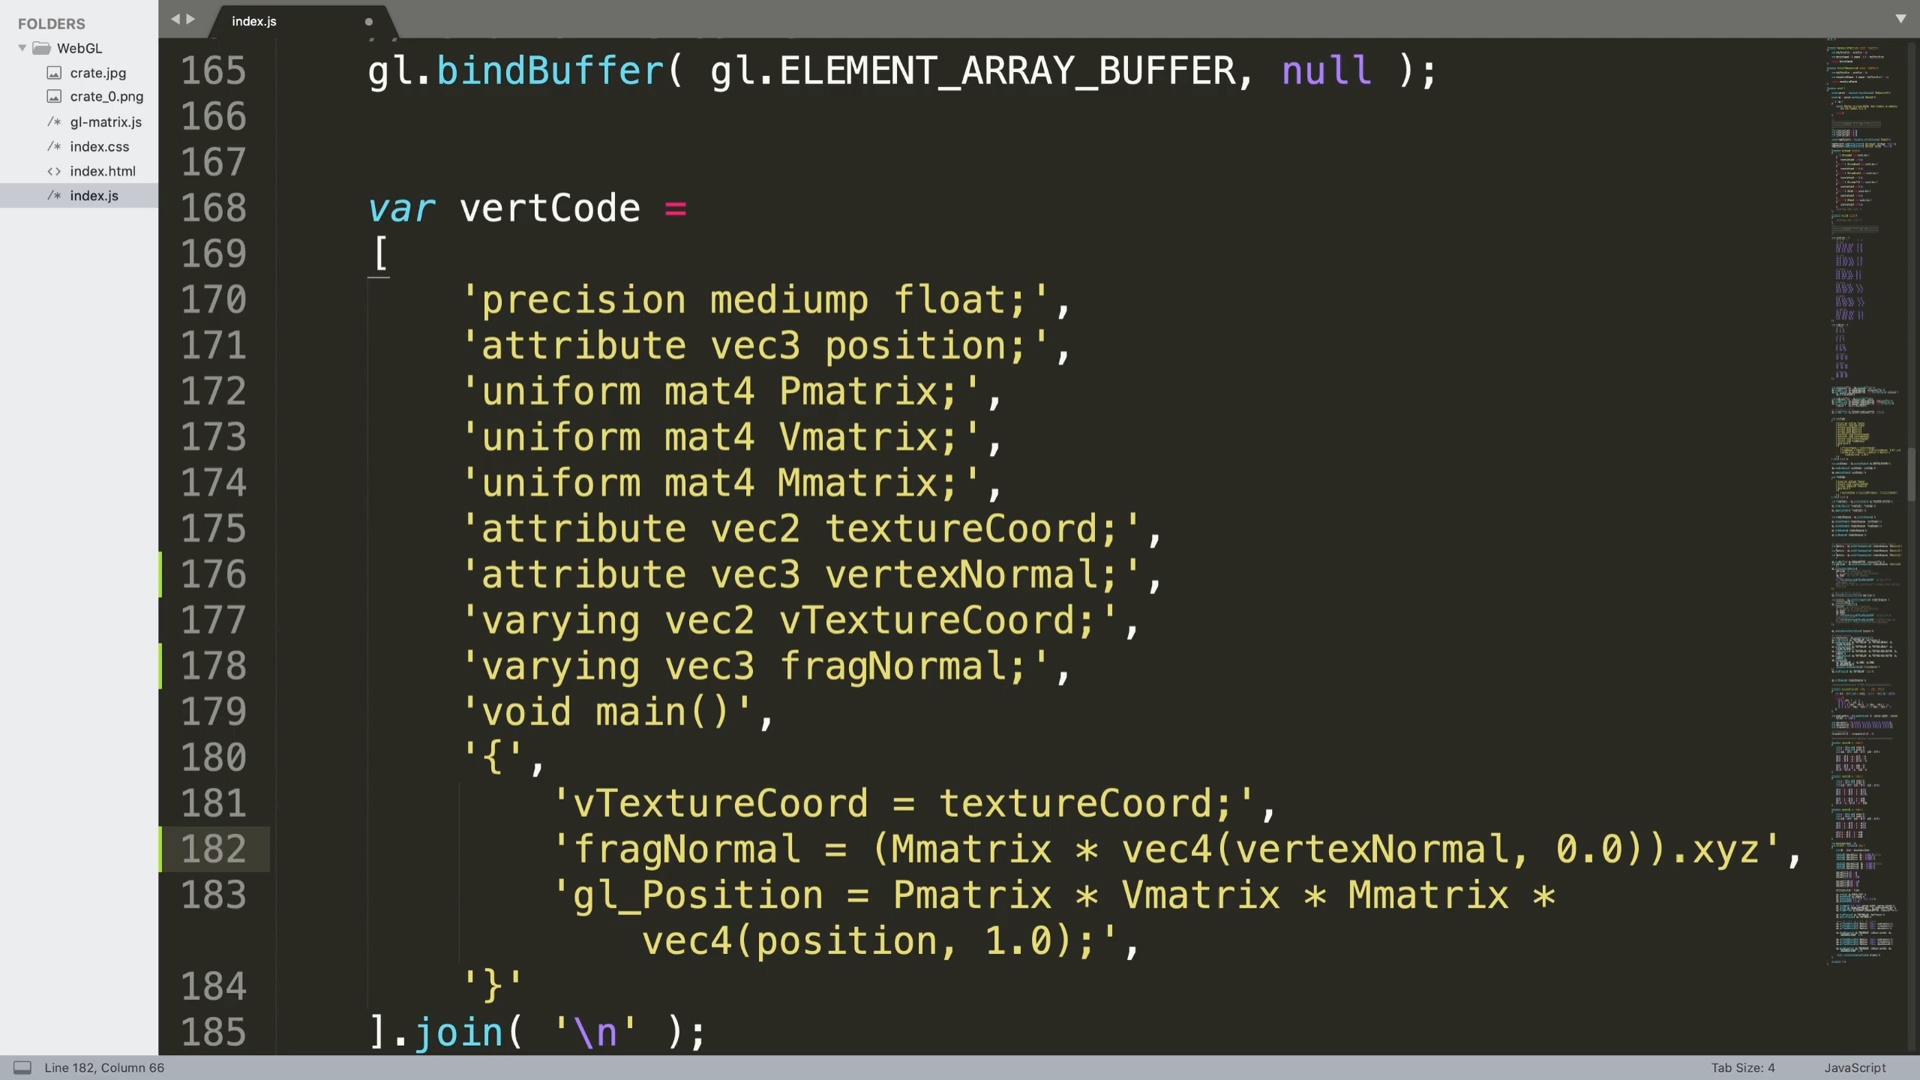 FOLDERS
WebGL
crate.jpg
crate_0.png
/* gl-matrix.js
/* index.css
<> index.html
/* index.js
index.js
165 gl.bindBuffer( gl.ELEMENT_ARRAY_BUFFER, null );
166
167
168 var vertCode =
169 [
170 'precision mediump float;',
171 'attribute vec3 position;',
172 'uniform mat4 Pmatrix;',
173 'uniform mat4 Vmatrix;',
174 'uniform mat4 Mmatrix;',
175 'attribute vec2 textureCoord;',
176 'attribute vec3 vertexNormal;',
177 'varying vec2 vTextureCoord;',
178 'varying vec3 fragNormal;',
179 'void main()',
180 '{',
181 'vTextureCoord = textureCoord;',
182 'fragNormal = (Mmatrix * vec4(vertexNormal, 0.0)).xyz',
183 'gl_Position = Pmatrix * Vmatrix * Mmatrix *
vec4(position, 1.0);',
184 '}'
185 ].join( '\n' );
Line 182, Column 66
Tab Size: 4
JavaScript